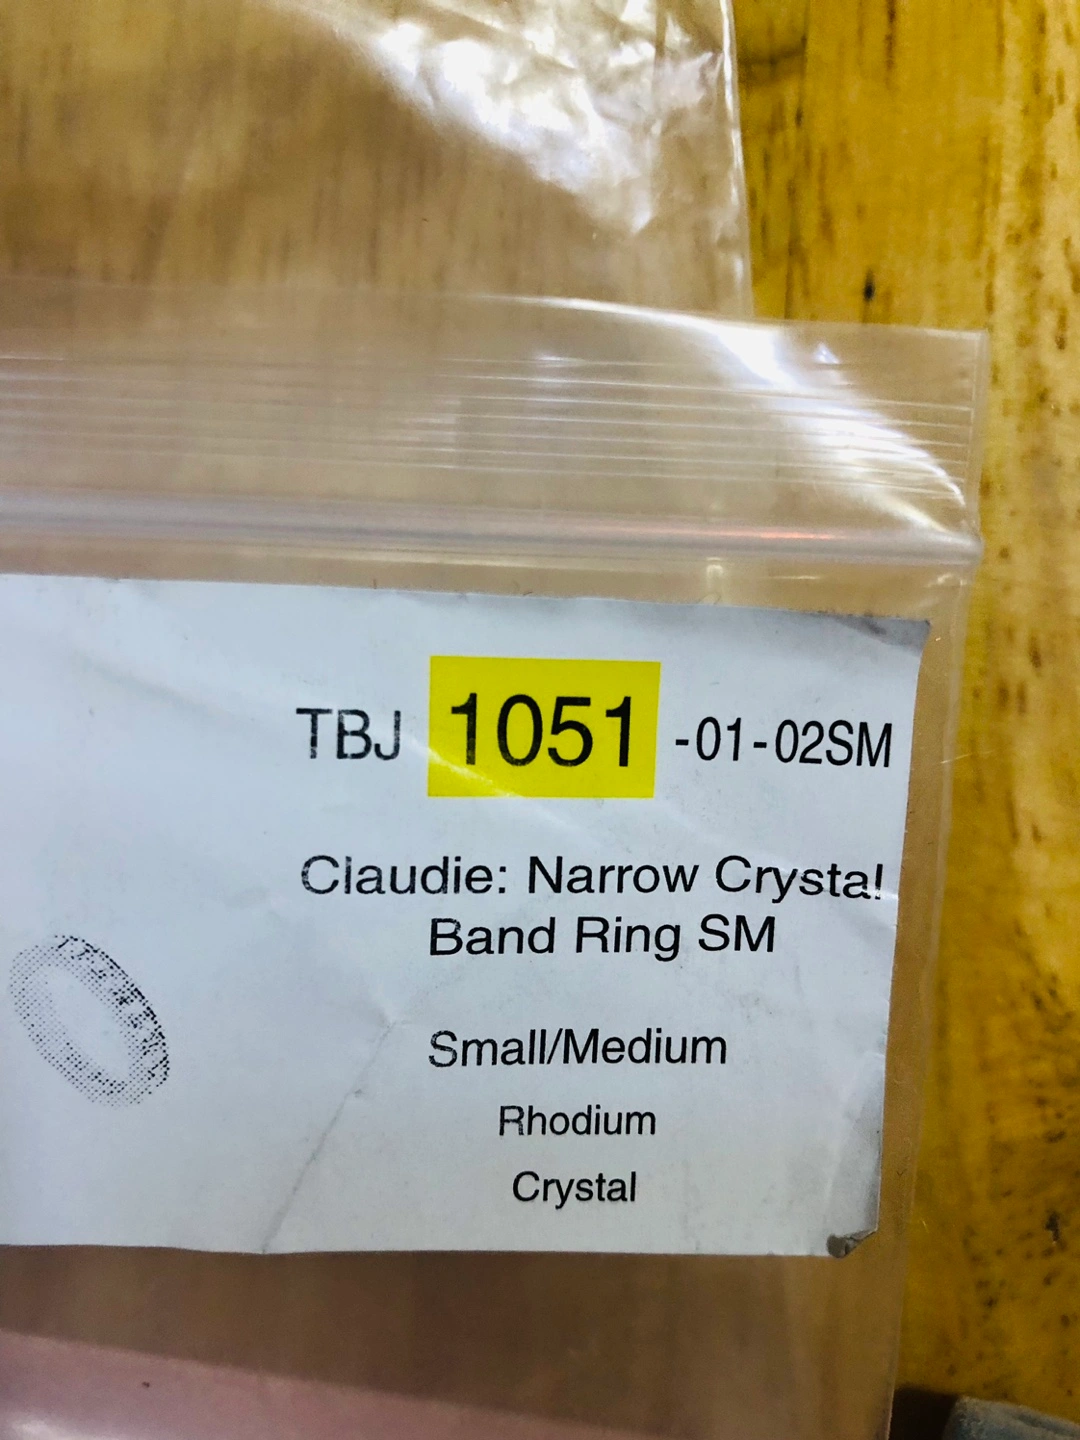 TBJ 1051 -01-02SM
Claudie: Narrow Crystal
Band Ring SM
Small/Medium
Rhodium
Crystal